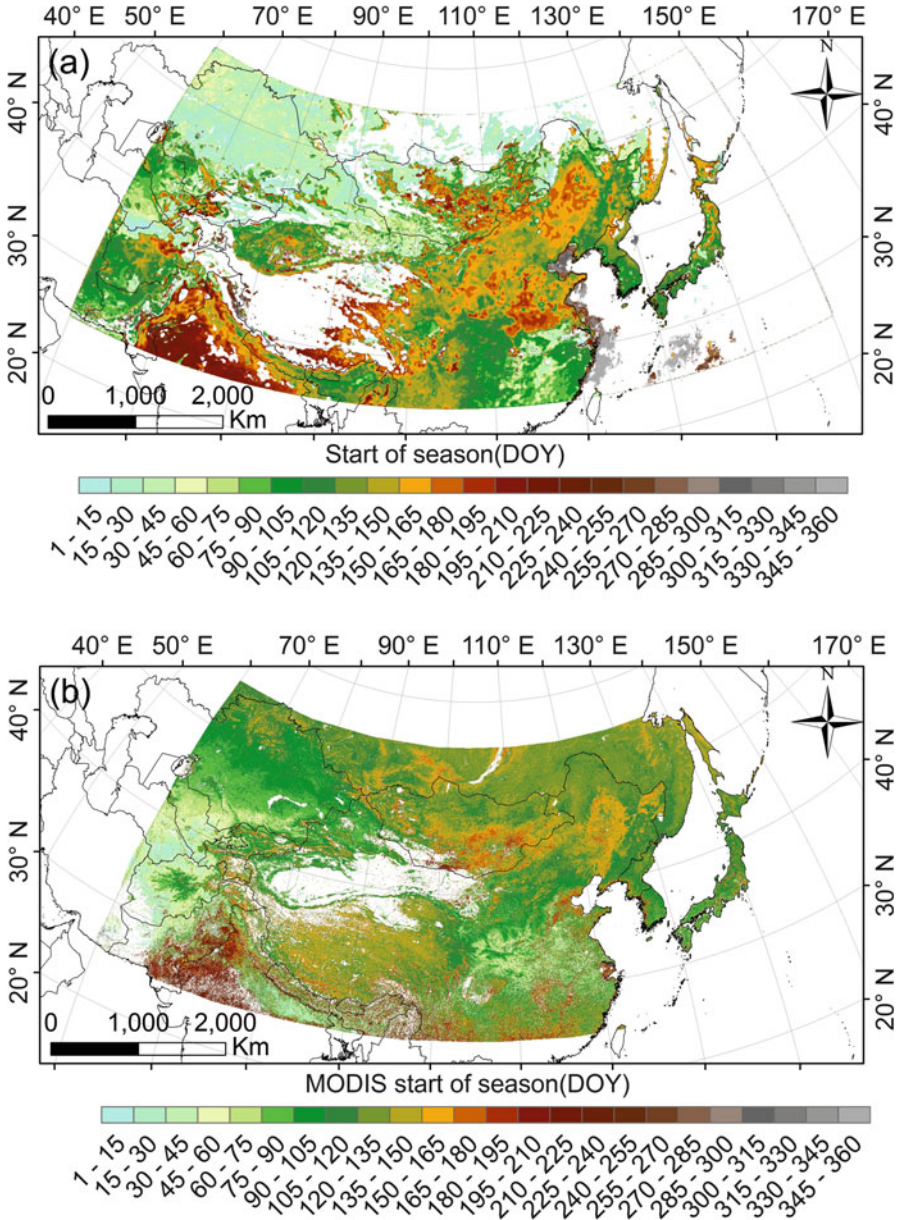 40° E 50° E 70° E 90° E 110° E 130° E 150° E 170° E
(a)
N
40° N
30° N
20° N
40° N
30° N
20° N
0 1,000 2,000
Km
Start of season(DOY)
1 - 15
15 - 30
30 - 45
45 - 60
60 - 75
75 - 90
90 - 105
105 - 120
120 - 135
135 - 150
150 - 165
165 - 180
180 - 195
195 - 210
210 - 225
225 - 240
240 - 255
255 - 270
270 - 285
285 - 300
300 - 315
315 - 330
330 - 345
345 - 360
40° E 50° E 70° E 90° E 110° E 130° E 150° E 170° E
(b)
N
40° N
30° N
20° N
40° N
30° N
20° N
0 1,000 2,000
Km
MODIS start of season(DOY)
1 - 15
15 - 30
30 - 45
45 - 60
60 - 75
75 - 90
90 - 105
105 - 120
120 - 135
135 - 150
150 - 165
165 - 180
180 - 195
195 - 210
210 - 225
225 - 240
240 - 255
255 - 270
270 - 285
285 - 300
300 - 315
315 - 330
330 - 345
345 - 360